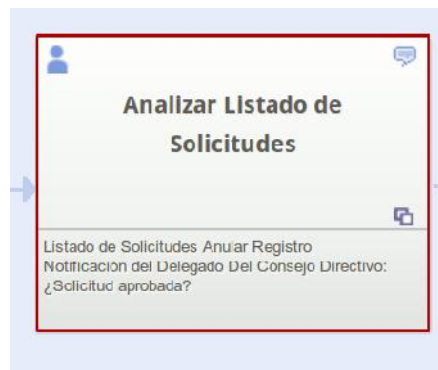 Analizar Listado de
Solicitudes
Listado de Solicitudes Anular Registro
Notificación del Delegado Del Consejo Directivo:
¿Solicitud aprobada?